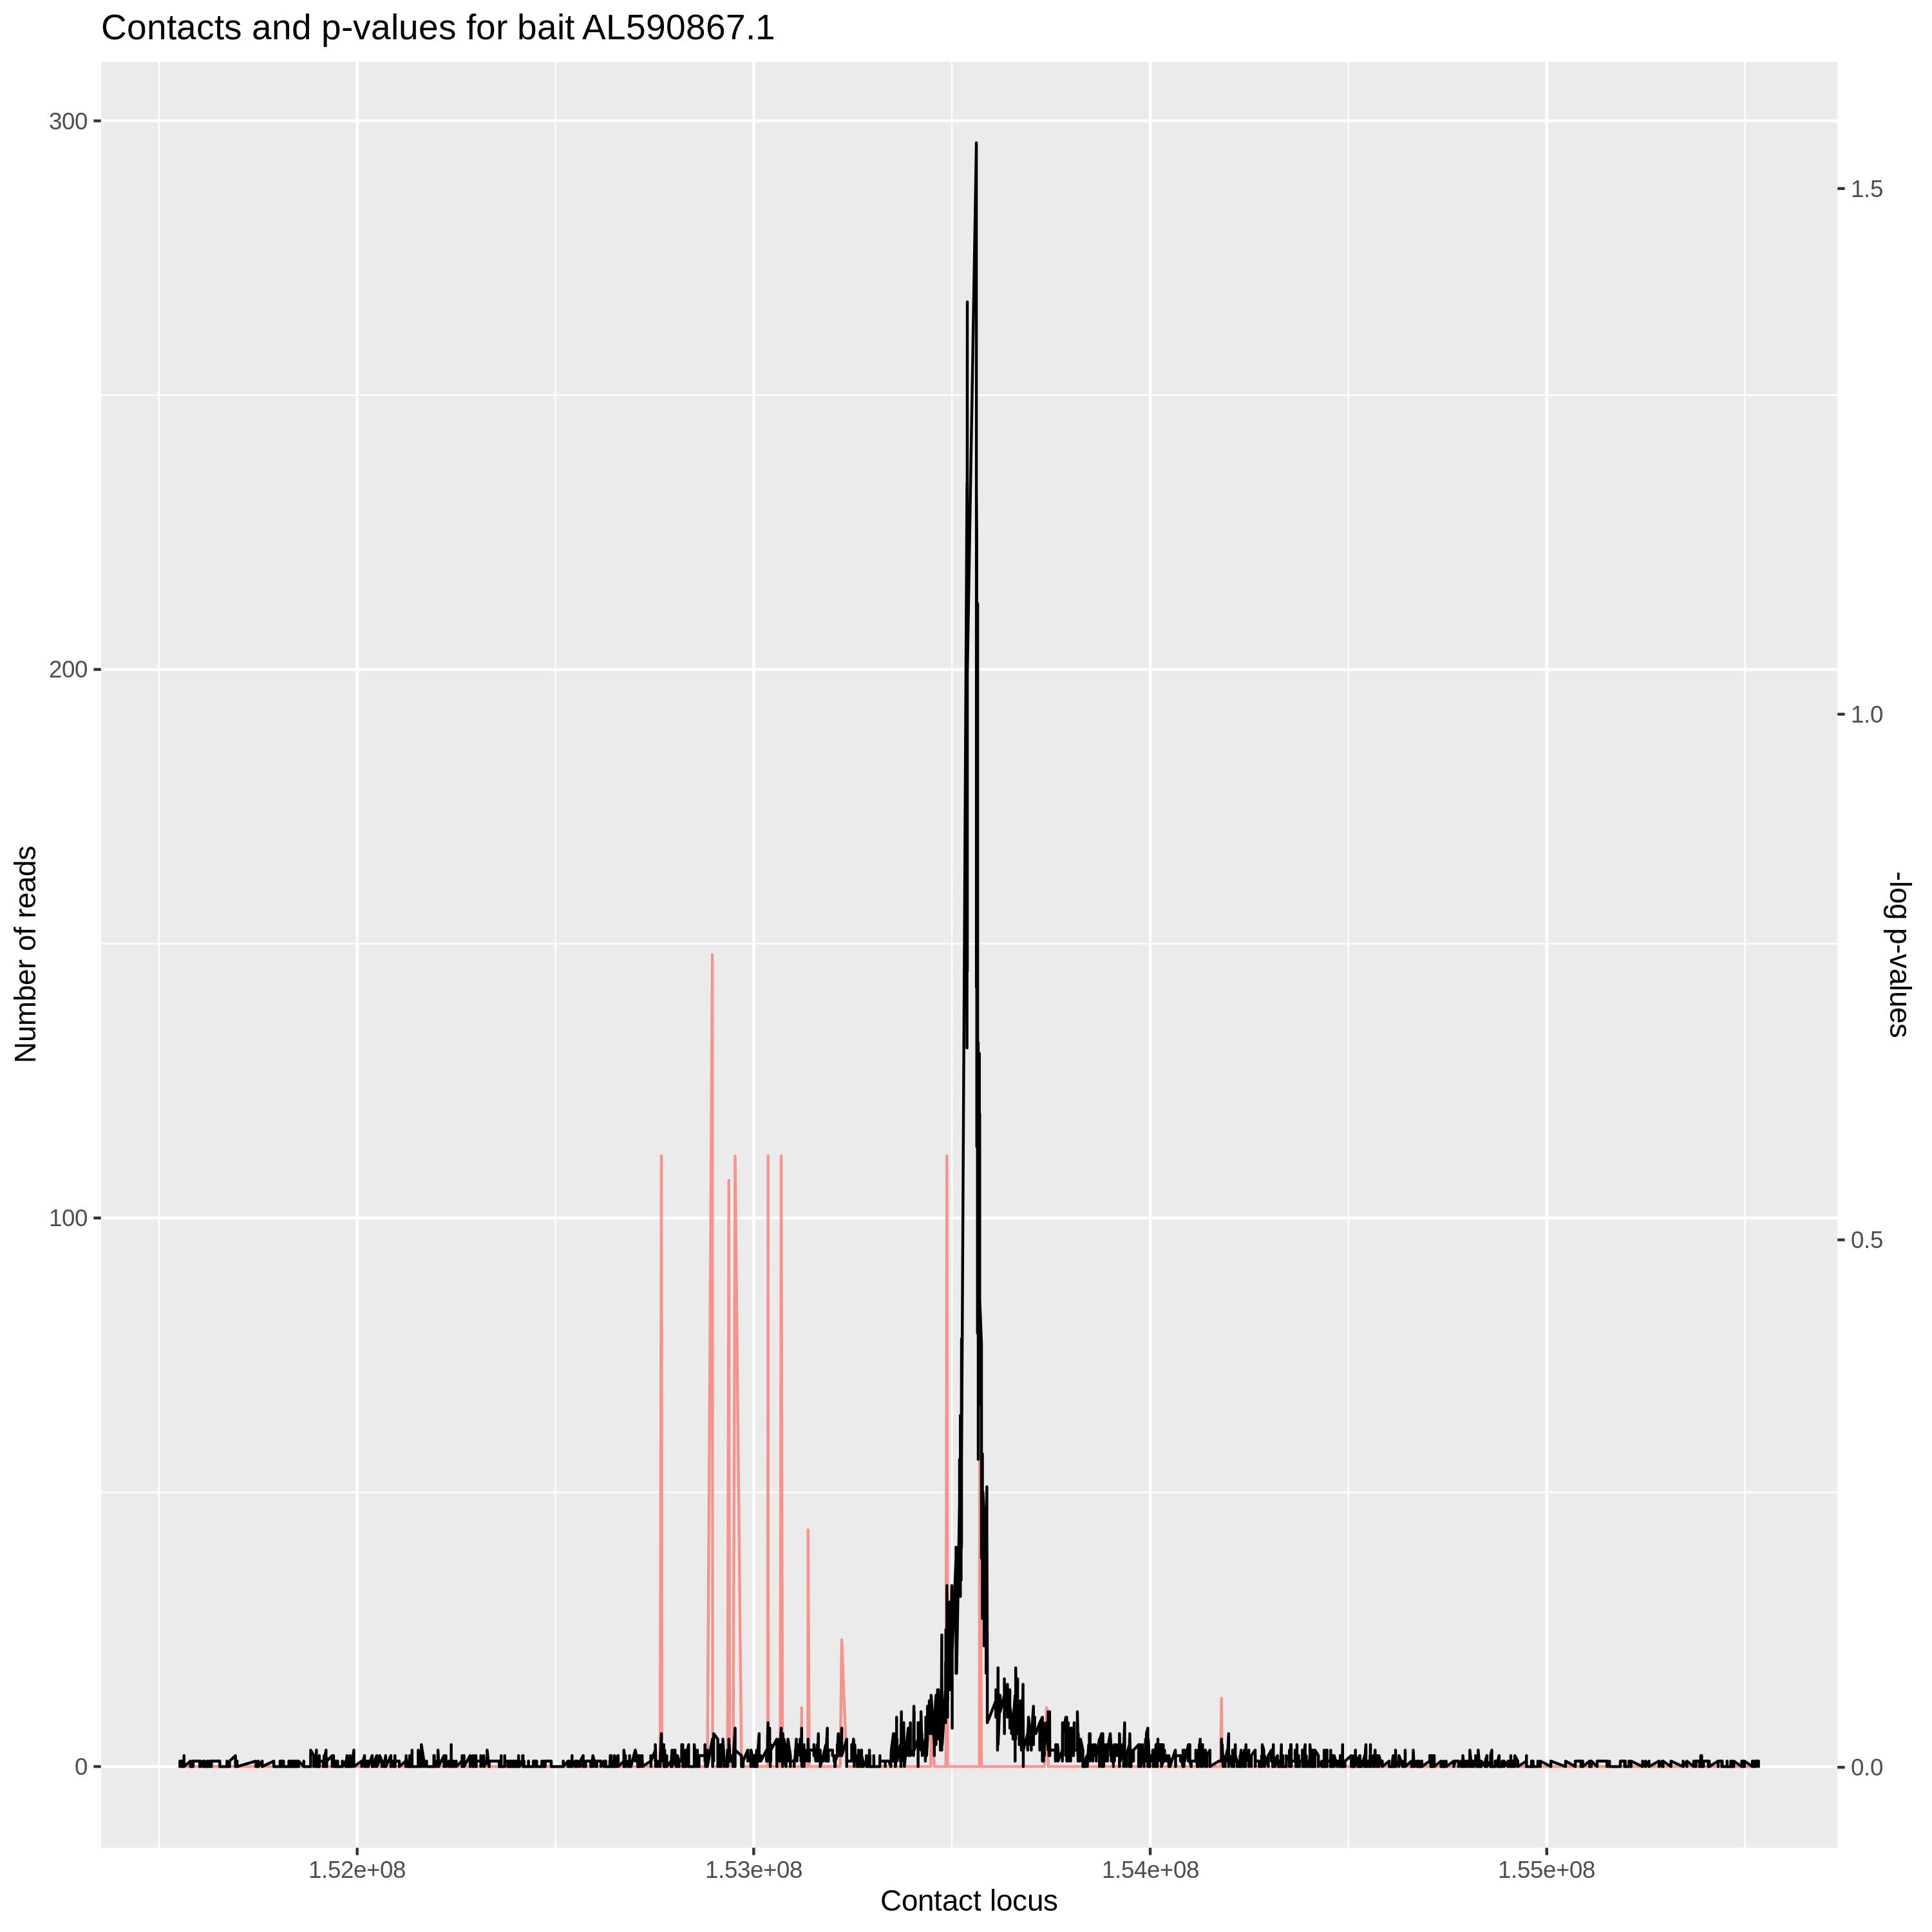 Contacts and p-values for bait AL590867.1
300
200
100
0
Number of reads
1.5
1.0
0.5
0.0
-log p-values
1.52e+08
1.53e+08
1.54e+08
1.55e+08
Contact locus